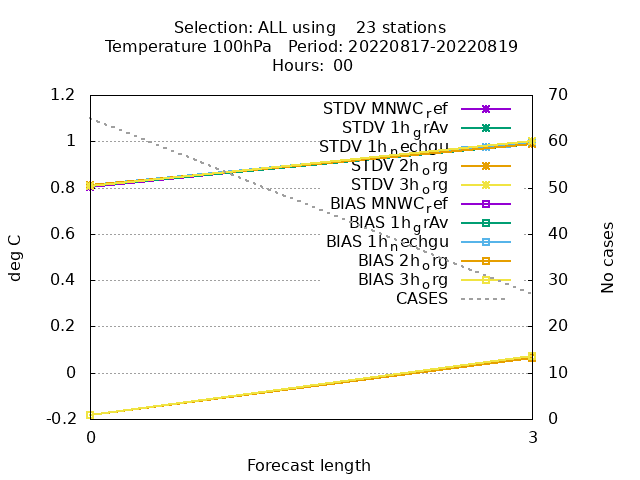 Selection: ALL using    23 stations
Temperature 100hPa   Period: 20220817-20220819
Hours:  00
1.2
1
0.8
0.6
0.4
0.2
0
-0.2
70
60
50
40
30
20
10
0
deg C
No cases
STDV MNWC_ref
STDV 1h_grAv
STDV 1h_nechgu
STDV 2h_org
STDV 3h_org
BIAS MNWC_ref
BIAS 1h_grAv
BIAS 1h_nechgu
BIAS 2h_org
BIAS 3h_org
CASES
0
3
Forecast length